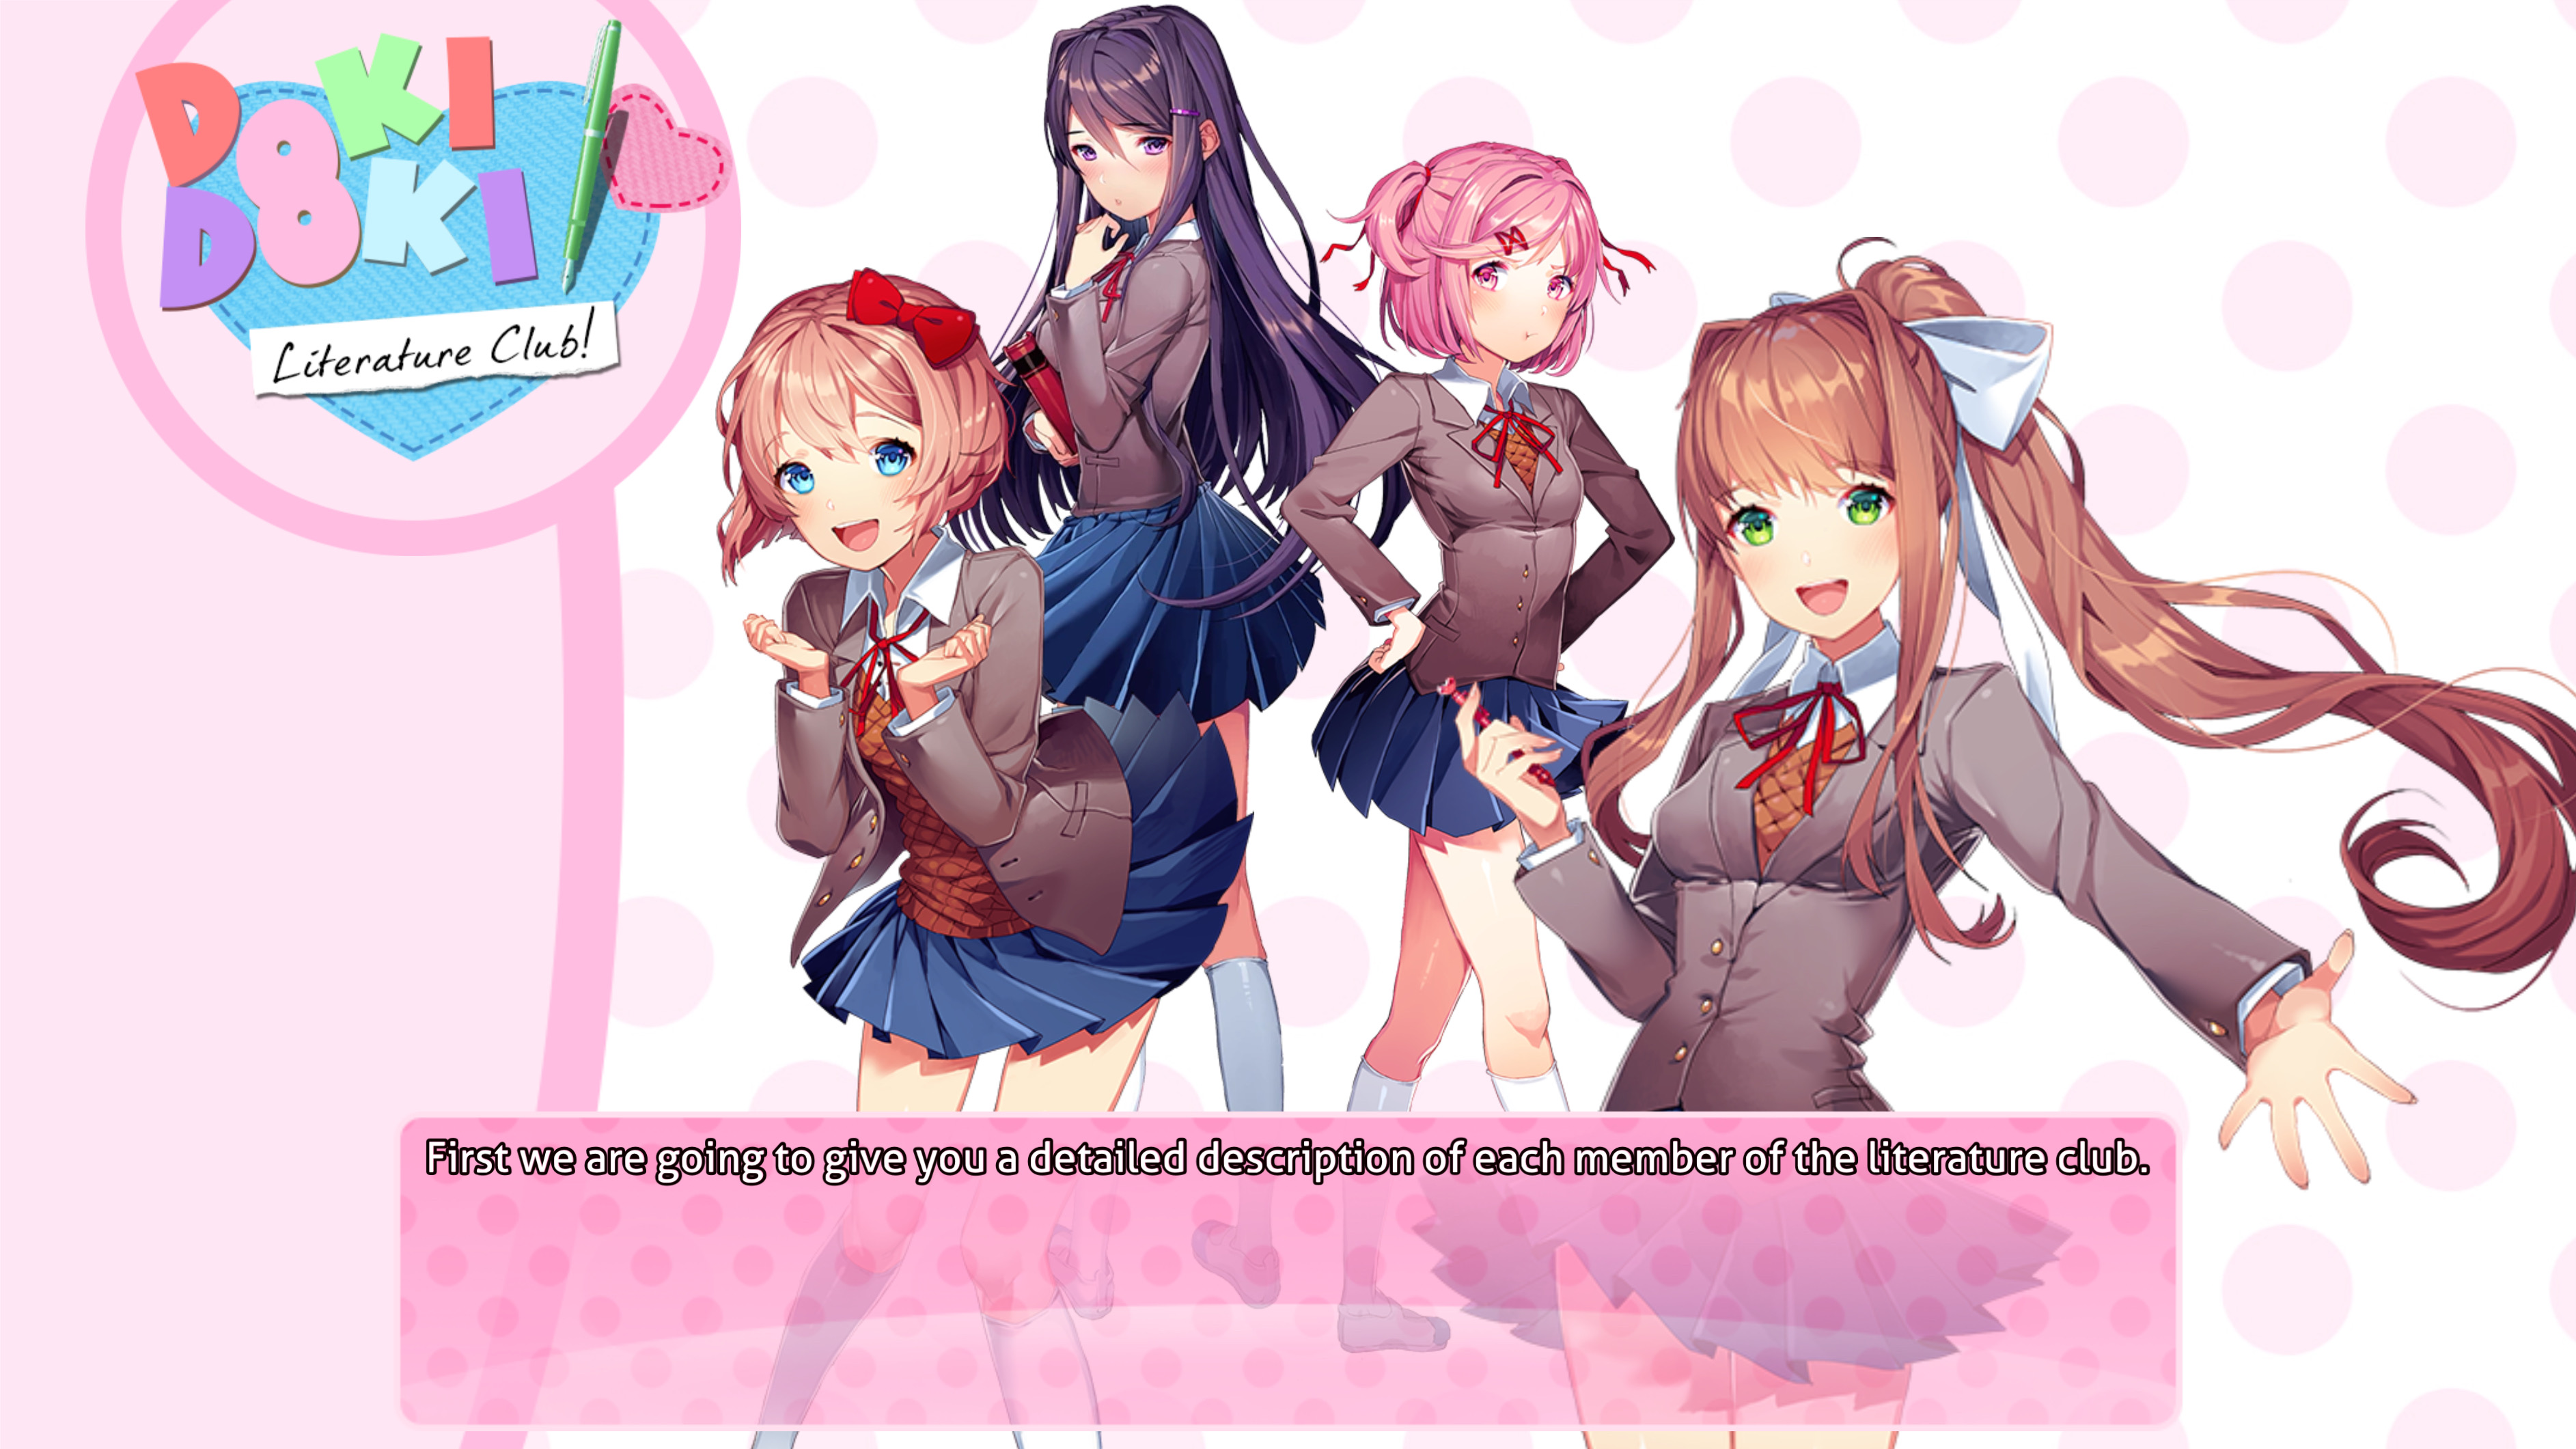 DOKI
DOKI
Literature Club!
First we are going to give you a detailed description of each member of the literature club.